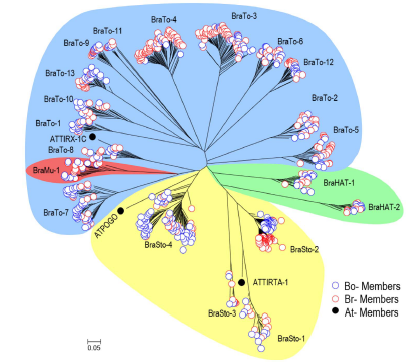 BraTo-4
BraTo-3
BraTo-11
BraTo-9
BraTo-6
BraTo-12
BraTo-13
BraTo-2
BraTo-10
BraTo-1
BraTo-5
ATTIRX-1C
BraTo-8
BraMu-1
BraHAT-1
BraHAT-2
BraTo-7
ATPOGO
BraSto-4
BraSto-2
ATTIRTA-1
BraSto-3
BraSto-1
Bo- Members
Br- Members
At- Members
0.05